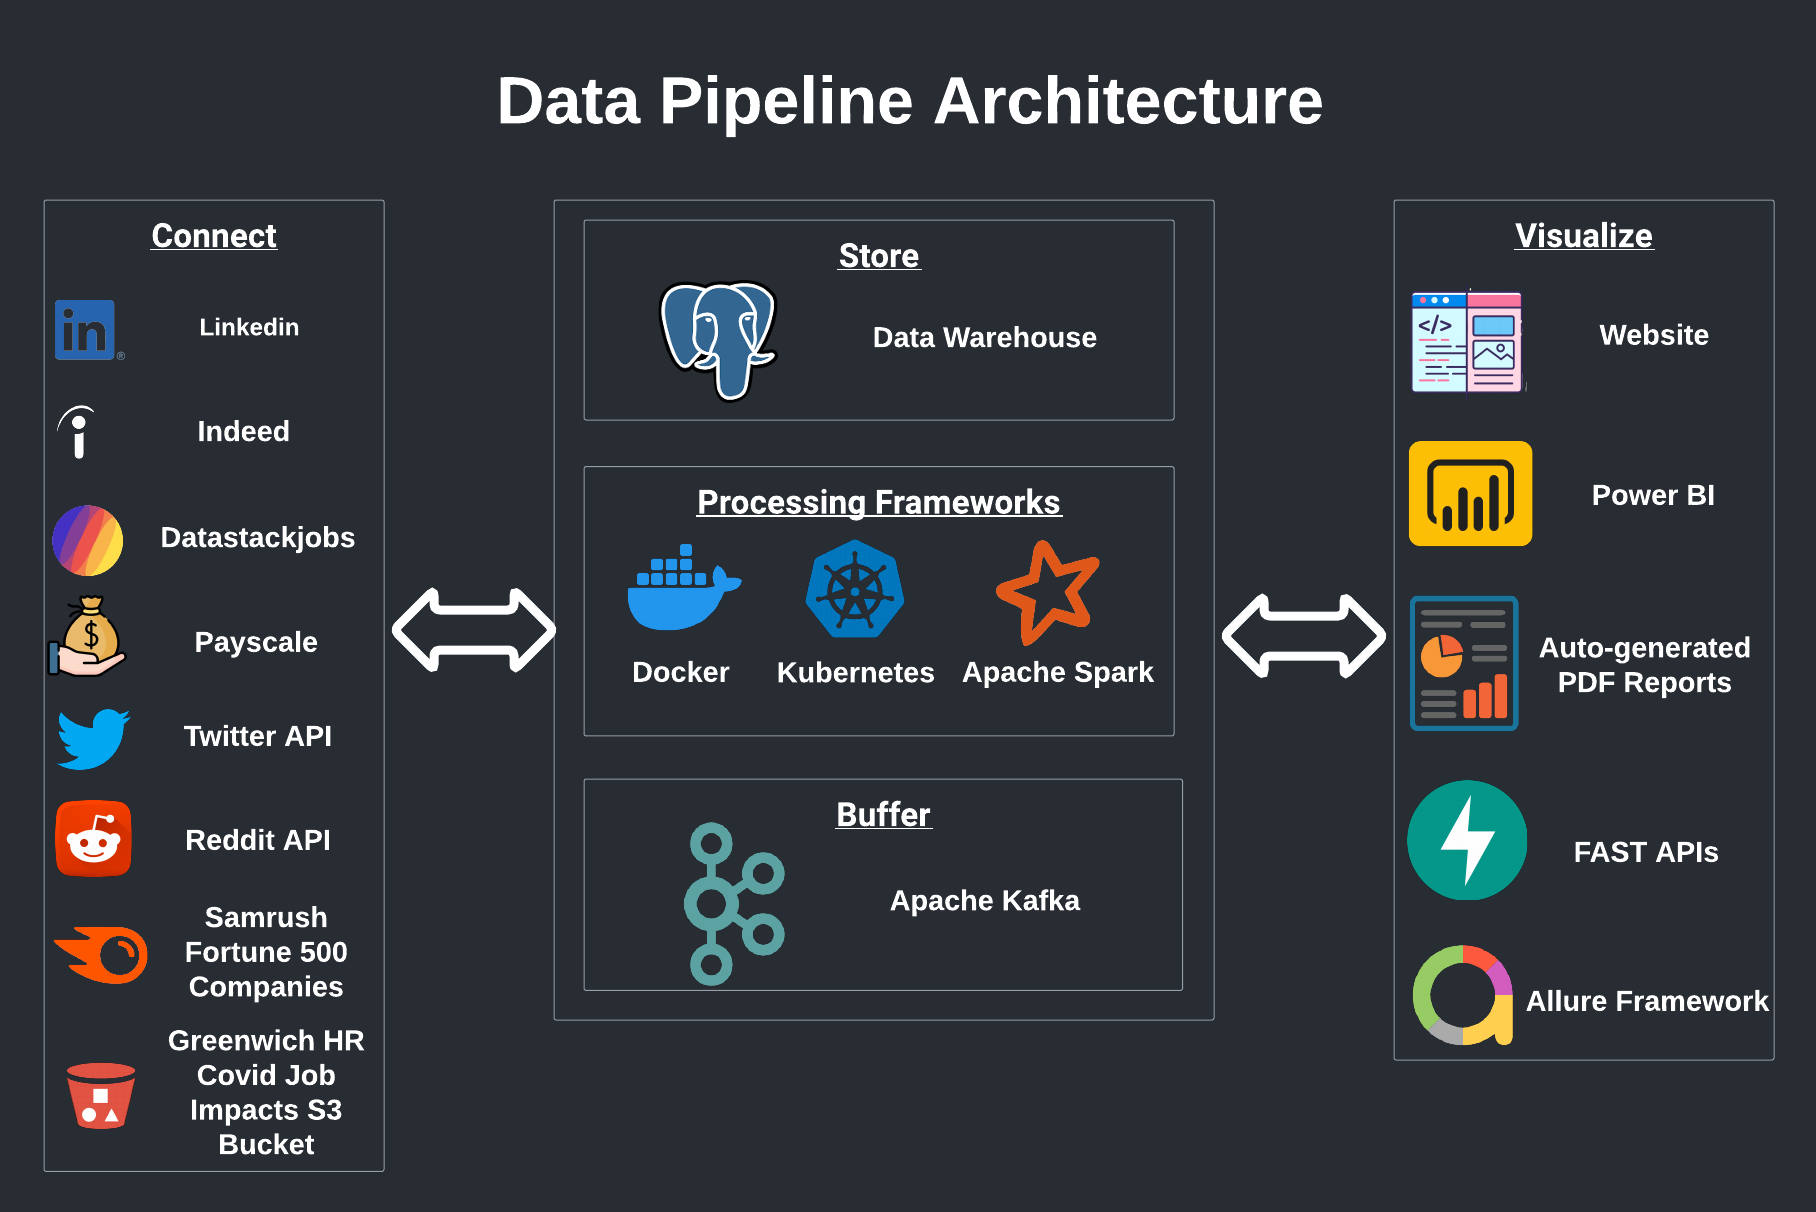 Data Pipeline Architecture
Connect
Linkedin
Indeed
Datastackjobs
Payscale
Twitter API
Reddit API
Samrush
Fortune 500
Companies
Greenwich HR
Covid Job
Impacts S3
Bucket
Store
Data Warehouse
Processing Frameworks
Docker
Kubernetes
Apache Spark
Buffer
Apache Kafka
Visualize
Website
Power BI
Auto-generated
PDF Reports
FAST APIs
Allure Framework
in®
$
</>